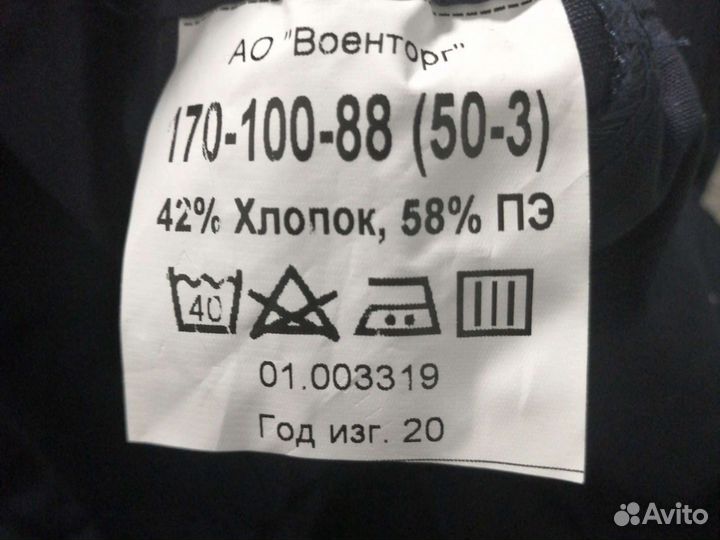 АО "Военторг"
170-100-88 (50-3)
42% Хлопок, 58% ПЭ
40
01.003319
Год изг. 20
Avito